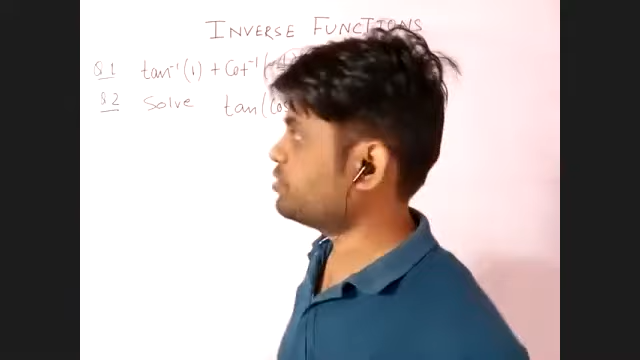 INVERSE FUNCTIONS
Q1 tan⁻¹(1) + Cot⁻¹(
Q2 Solve tan(Cos